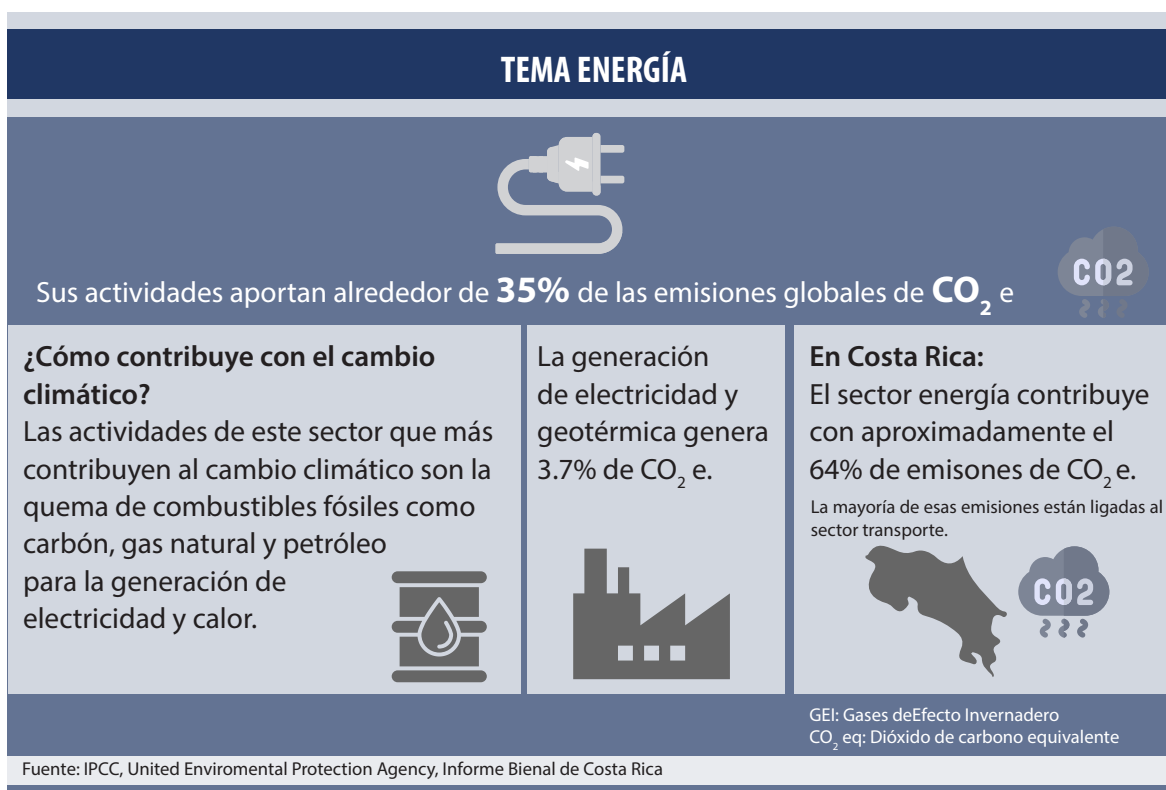 TEMA ENERGÍA
Sus actividades aportan alrededor de 35% de las emisiones globales de CO2 e
CO2
¿Cómo contribuye con el cambio
climático?
Las actividades de este sector que más
contribuyen al cambio climático son la
quema de combustibles fósiles como
carbón, gas natural y petróleo
para la generación de
electricidad y calor.
La generación
de electricidad y
geotérmica genera
3.7% de CO2 e.
En Costa Rica:
El sector energía contribuye
con aproximadamente el
64% de emisones de CO2 e.
La mayoría de esas emisiones están ligadas al
sector transporte.
CO2
GEI: Gases deEfecto Invernadero
CO2 eq: Dióxido de carbono equivalente
Fuente: IPCC, United Enviromental Protection Agency, Informe Bienal de Costa Rica